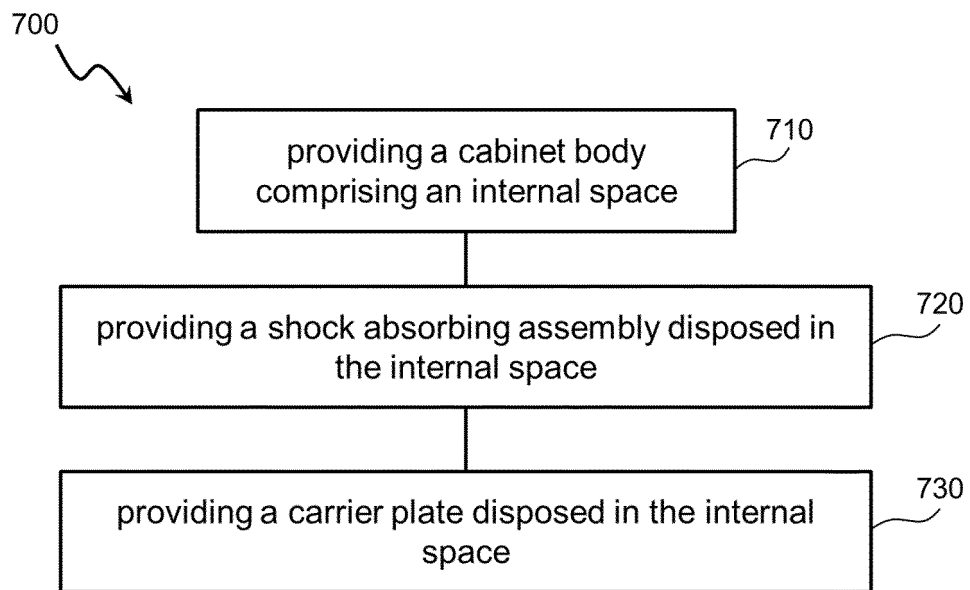 700
710
providing a cabinet body
comprising an internal space
720
providing a shock absorbing assembly disposed in
the internal space
730
providing a carrier plate disposed in the internal
space